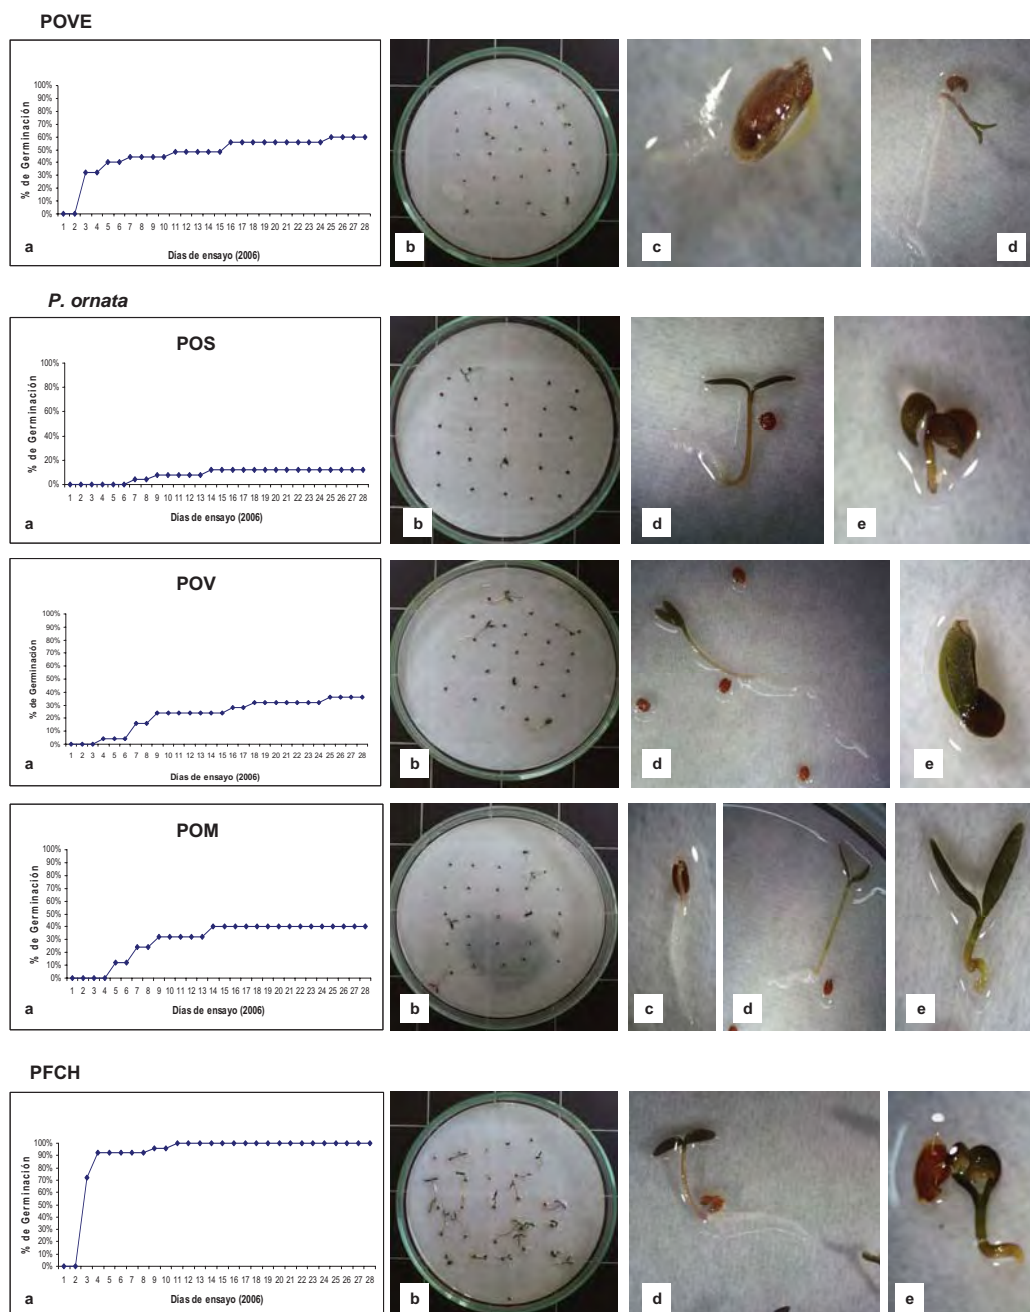 POVE
% de Germinación
100%
90%
80%
70%
60%
50%
40%
30%
20%
10%
0%
1 2 3 4 5 6 7 8 9 10 11 12 13 14 15 16 17 18 19 20 21 22 23 24 25 26 27 28
Días de ensayo (2006)
a
b
c
d
P. ornata
POS
% de Germinación
100%
80%
60%
40%
20%
0%
1 2 3 4 5 6 7 8 9 10 11 12 13 14 15 16 17 18 19 20 21 22 23 24 25 26 27 28
Días de ensayo (2006)
a
b
d
e
POV
% de Germinación
100%
90%
80%
70%
60%
50%
40%
30%
20%
10%
0%
1 2 3 4 5 6 7 8 9 10 11 12 13 14 15 16 17 18 19 20 21 22 23 24 25 26 27 28
Días de ensayo (2006)
a
b
d
e
POM
% de Germinación
100%
90%
80%
70%
60%
50%
40%
30%
20%
10%
0%
1 2 3 4 5 6 7 8 9 10 11 12 13 14 15 16 17 18 19 20 21 22 23 24 25 26 27 28
Días de ensayo (2006)
a
b
c
d
e
PFCH
% de Germinación
100%
90%
80%
70%
60%
50%
40%
30%
20%
10%
0%
1 2 3 4 5 6 7 8 9 10 11 12 13 14 15 16 17 18 19 20 21 22 23 24 25 26 27 28
Días de ensayo (2006)
a
b
d
e